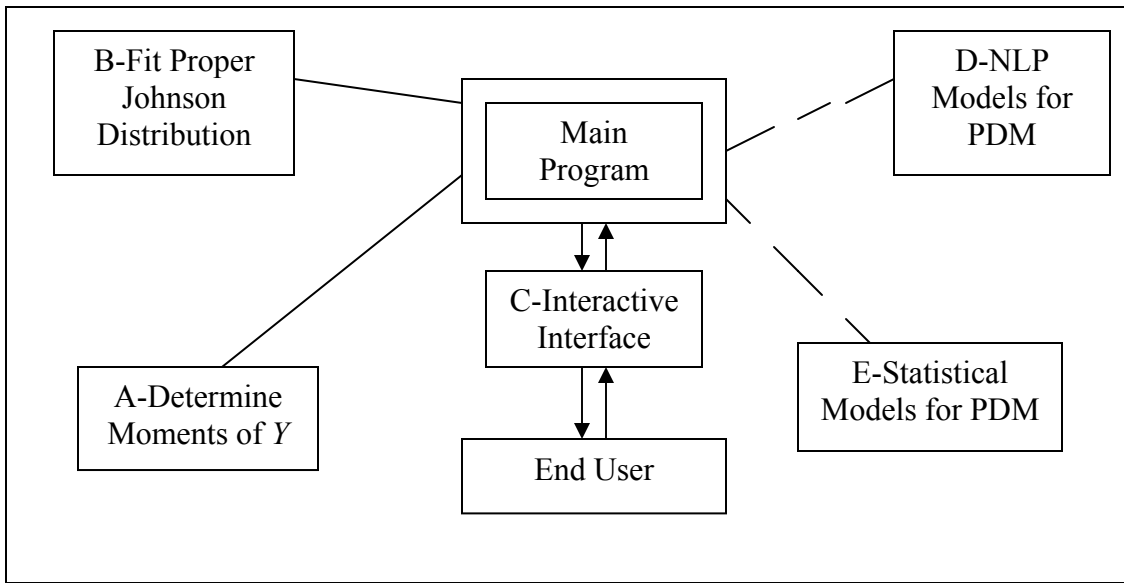 B-Fit Proper
Johnson
Distribution
Main
Program
D-NLP
Models for
PDM
C-Interactive
Interface
A-Determine
Moments of Y
E-Statistical
Models for PDM
End User